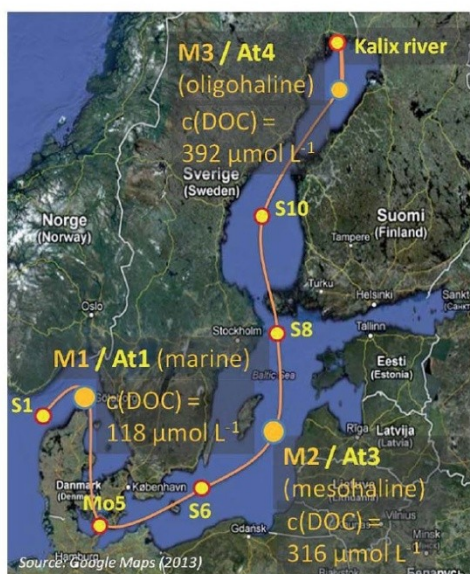 M3 / At4
(oligohaline)
c(DOC) =
392 µmol L⁻¹
Kalix river
Sverige
(Sweden)
S10
Suomi
(Finland)
Norge
(Norway)
Tampere
Turku
Helsinki
Oslo
Stockholm
S8
Tallinn
Eesti
(Estonia)
Baltic Sea
M1 / At1 (marine)
S1
c(DOC) =
118 µmol L⁻¹
Rīga
Latvija
(Latvia)
M2 / At3
(mesohaline)
c(DOC) =
316 µmol L⁻¹
Danmark
København
Mo5
S6
Gdańsk
Vilnius
Hamburg
Source: Google Maps (2013)